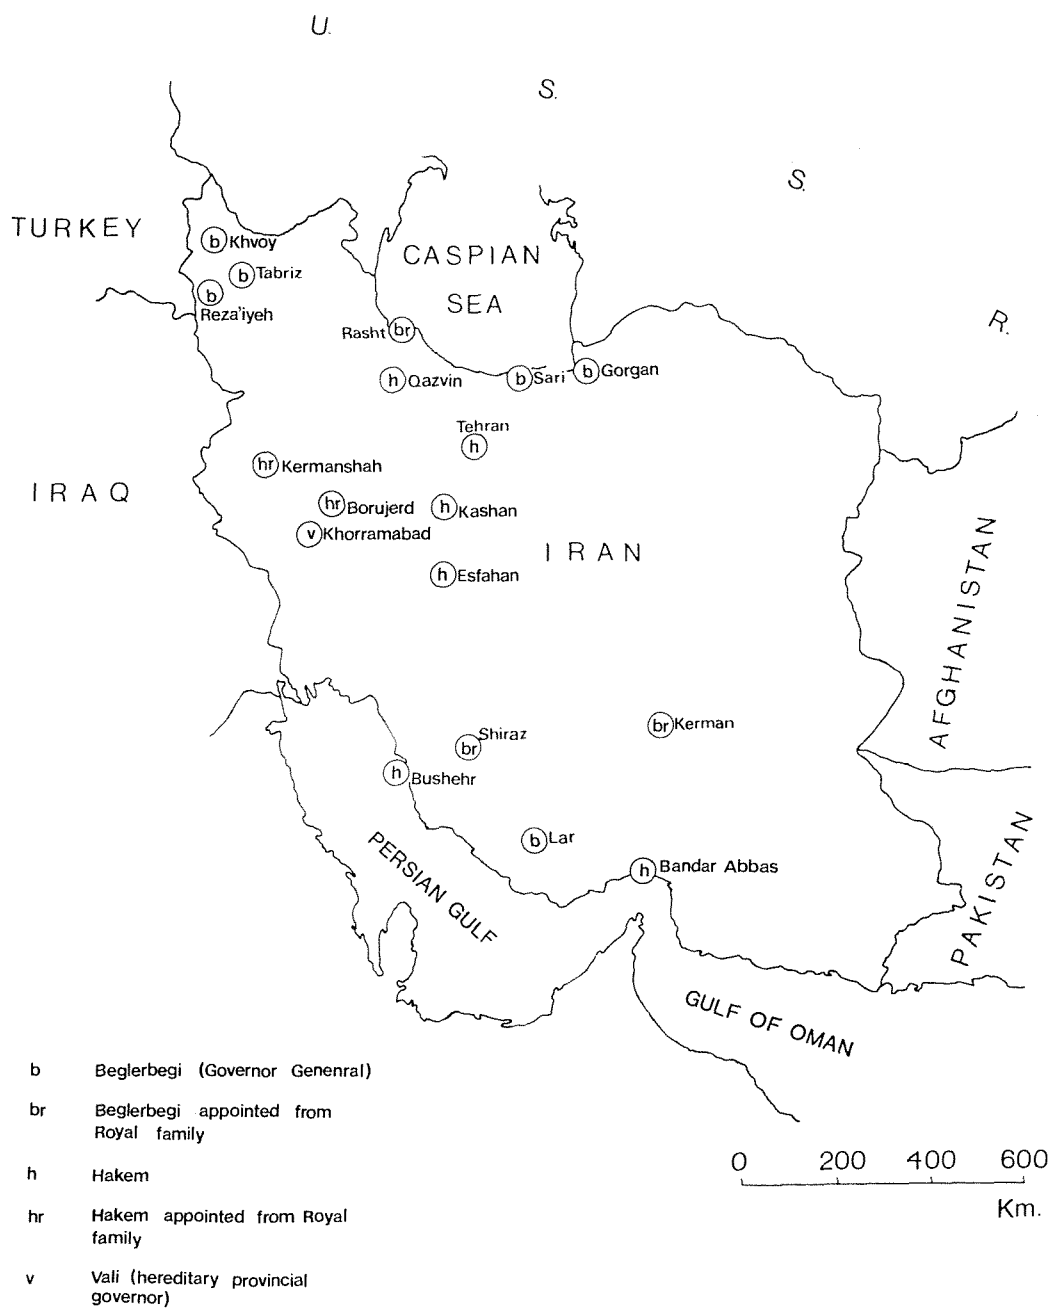 U.
S.
S.
R.
TURKEY
CASPIAN
SEA
b Khvoy
b Tabriz
b
Reza'iyeh
Rasht br
h Qazvin
b Sari
b Gorgan
Tehran
h
hr Kermanshah
IRAQ
hr Borujerd
h Kashan
v Khorramabad
IRAN
h Esfahan
AFGHANISTAN
br Kerman
Shiraz
br
h Bushehr
b Lar
PERSIAN GULF
h Bandar Abbas
PAKISTAN
GULF OF OMAN
b Beglerbegi (Governor Genenral)
br Beglerbegi appointed from
Royal family
h Hakem
hr Hakem appointed from Royal
family
v Vali (hereditary provincial
governor)
0 200 400 600
Km.